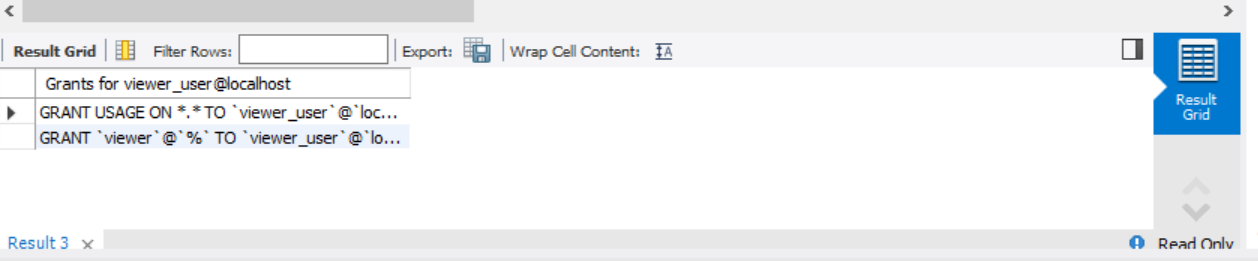 Result Grid Filter Rows: Export: Wrap Cell Content: IA
Grants for viewer_user@localhost
GRANT USAGE ON *.* TO `viewer_user`@`loc...
GRANT `viewer`@`%` TO `viewer_user`@`lo...
Result
Grid
Result 3 x
Read Only